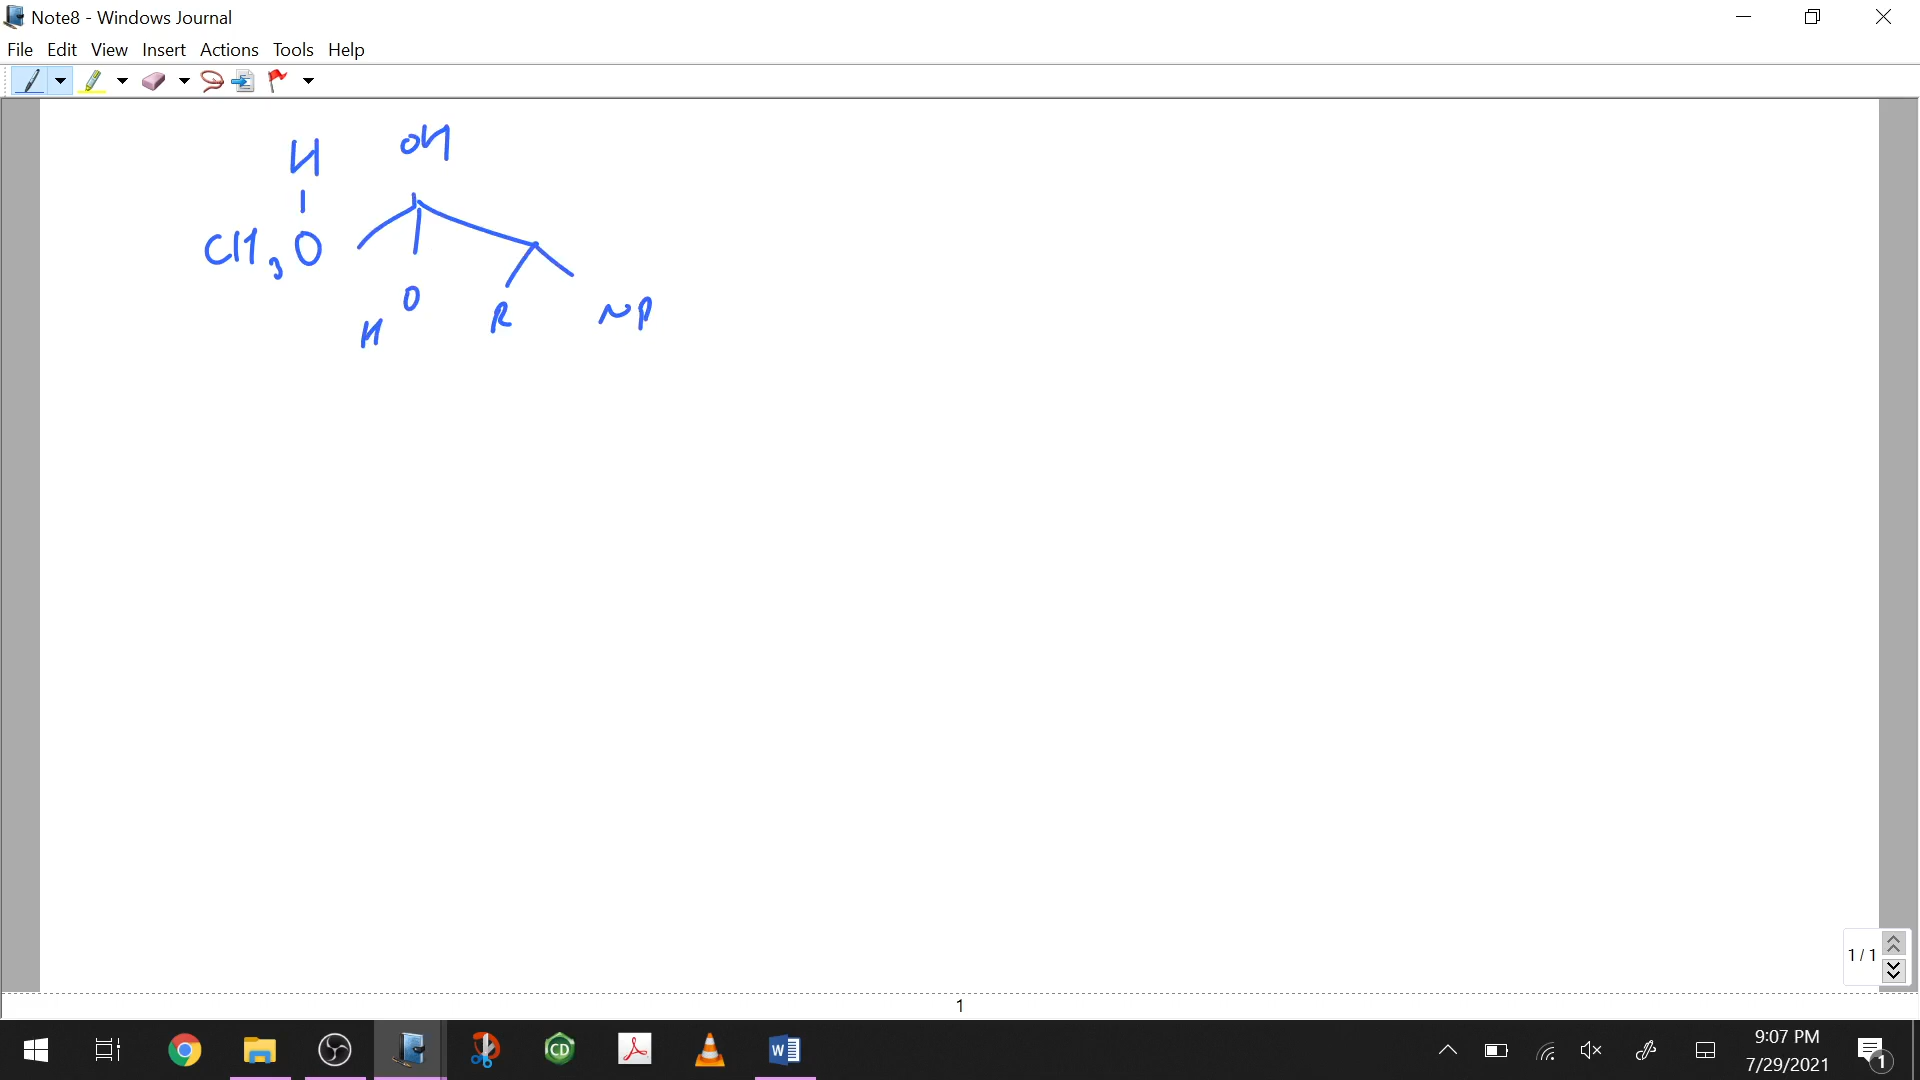 Note8 - Windows Journal
File Edit View Insert Actions Tools Help
H OH
CH3O
O R NP
H
1 / 1
1
9:07 PM
7/29/2021
1